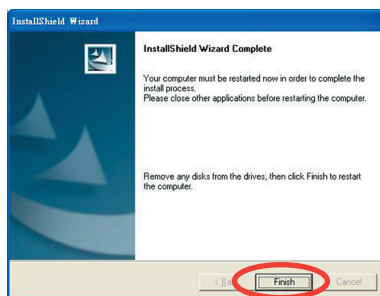 InstallShield Wizard
InstallShield Wizard Complete
Your computer must be restarted now in order to complete the
install process.
Please close other applications before restarting the computer.
Remove any disks from the drives, then click Finish to restart
the computer.
Finish
Cancel